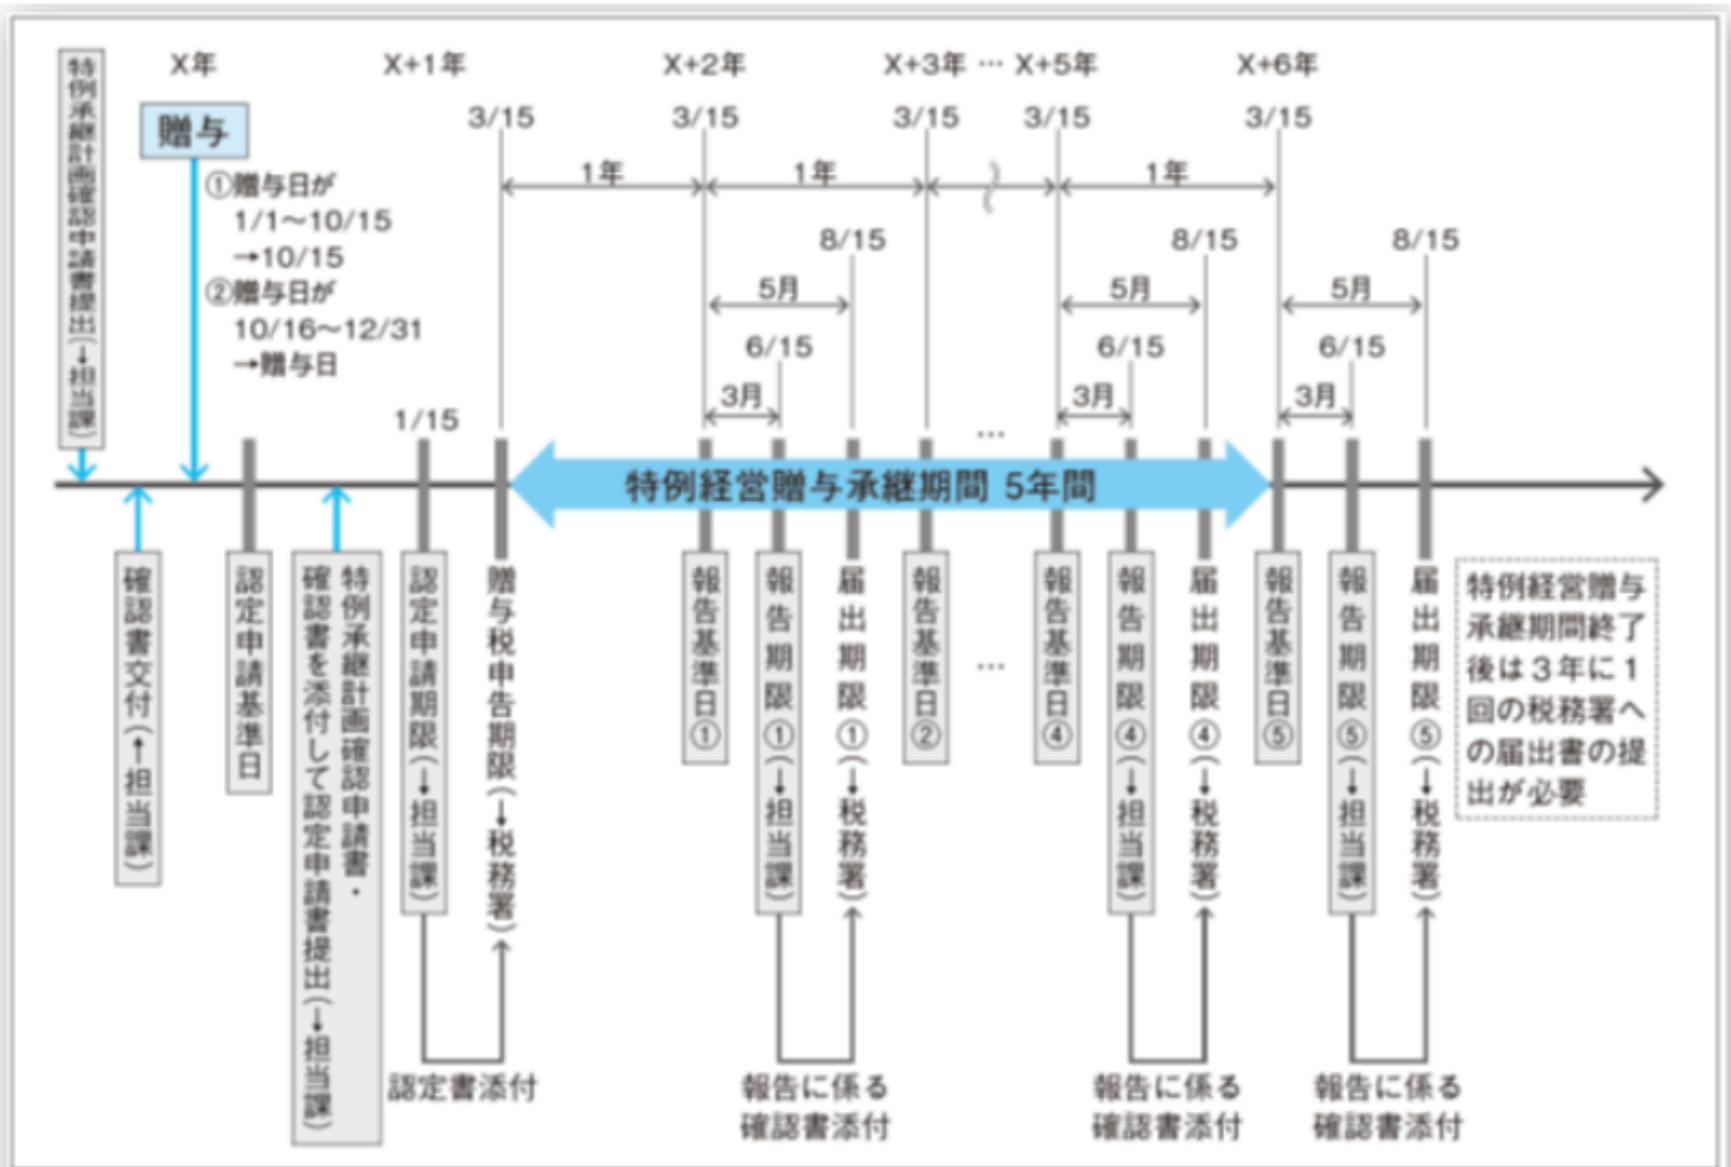 特例承継計画確認申請書提出(→担当課)
X年
X+1年
X+2年
X+3年 … X+5年
X+6年
贈与
3/15
3/15
3/15
3/15
3/15
①贈与日が
1/1〜10/15
→10/15
②贈与日が
10/16〜12/31
→贈与日
1年
1年
1年
8/15
8/15
8/15
5月
5月
5月
6/15
6/15
6/15
3月
3月
3月
1/15
…
特例経営贈与承継期間 5年間
確認書交付(↑担当課)
認定申請基準日
特例承継計画確認申請書・
確認書を添付して認定申請書提出(→担当課)
認定申請期限(→担当課)
贈与税申告期限(→税務署)
報告基準日①
報告期限①(→担当課)
届出期限①(→税務署)
報告基準日②
…
報告基準日④
報告期限④(→担当課)
届出期限④(→税務署)
報告基準日⑤
報告期限⑤(→担当課)
届出期限⑤(→税務署)
特例経営贈与
承継期間終了
後は3年に1
回の税務署へ
の届出書の提
出が必要
認定書添付
報告に係る
確認書添付
報告に係る
確認書添付
報告に係る
確認書添付